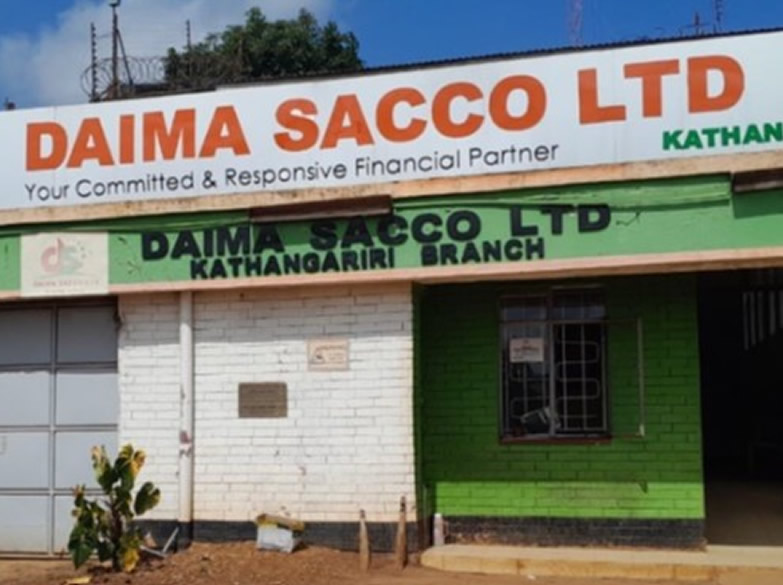 DAIMA SACCO LTD
Your Committed & Responsive Financial Partner
KATHAN
DAIMA SACCO LTD
KATHANGARIRI BRANCH